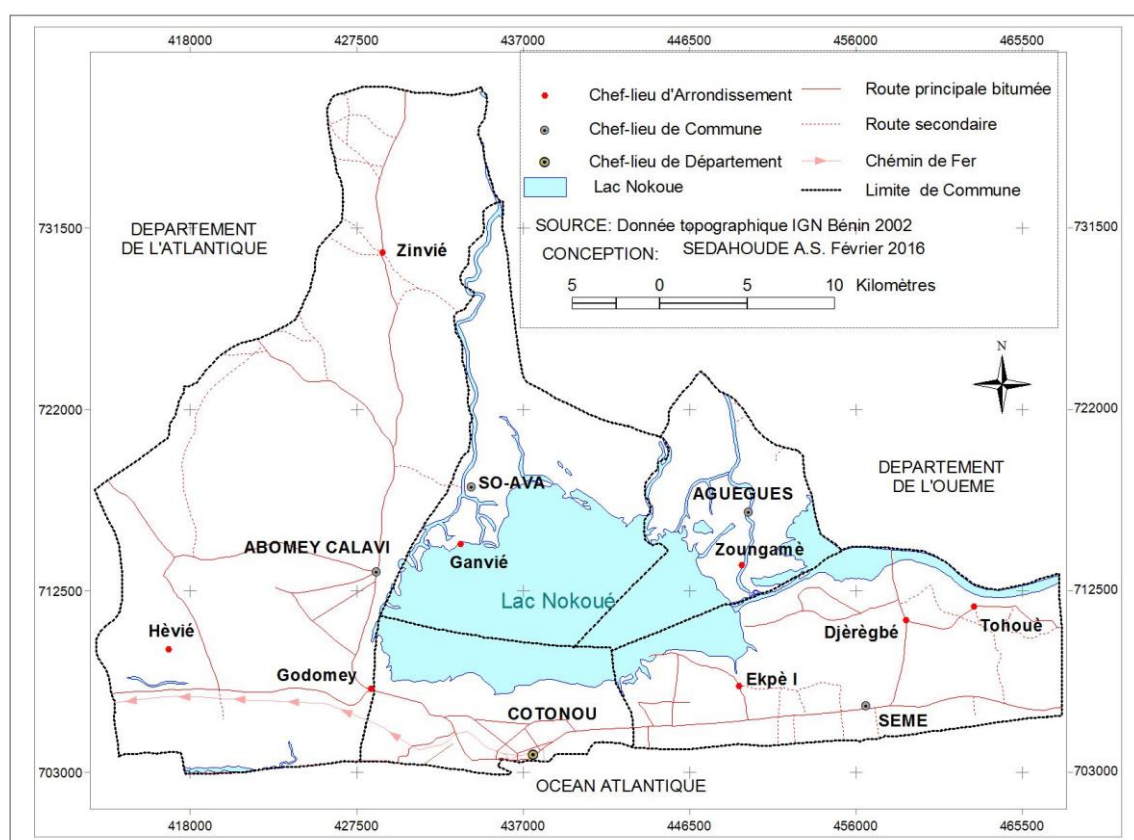 418000 427500 437000 446500 456000 465500
Chef-lieu d'Arrondissement
Chef-lieu de Commune
Chef-lieu de Département
Lac Nokoue
Route principale bitumée
Route secondaire
Chémin de Fer
Limite de Commune
SOURCE: Donnée topographique IGN Bénin 2002
CONCEPTION: SEDAHOUDE A.S. Février 2016
5 0 5 10 Kilomètres
731500 731500
DEPARTEMENT
DE L'ATLANTIQUE
Zinvié
N
722000 722000
DEPARTEMENT
DE L'OUEME
SO-AVA
AGUEGUES
ABOMEY CALAVI
Ganvié
Zoungamè
712500 712500
Lac Nokoué
Hèvié
Djèrègbé
Tohouè
Godomey
Ekpè I
COTONOU
SEME
703000 703000
OCEAN ATLANTIQUE
418000 427500 437000 446500 456000 465500